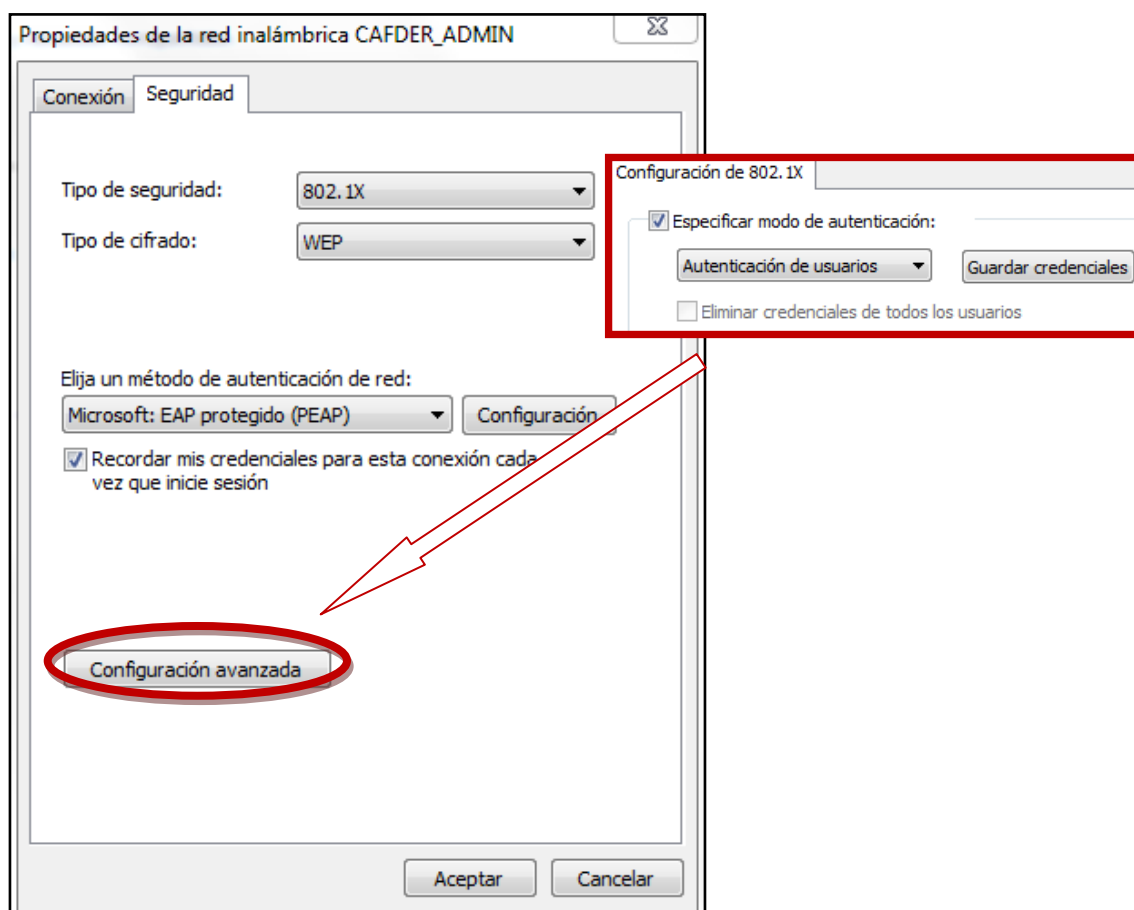 Propiedades de la red inalámbrica CAFDER_ADMIN
Conexión
Seguridad
Tipo de seguridad:
802.1X
Tipo de cifrado:
WEP
Configuración de 802.1X
Especificar modo de autenticación:
Autenticación de usuarios
Guardar credenciales
Eliminar credenciales de todos los usuarios
Elija un método de autenticación de red:
Microsoft: EAP protegido (PEAP)
Configuración
Recordar mis credenciales para esta conexión cada
vez que inicie sesión
Configuración avanzada
Aceptar
Cancelar